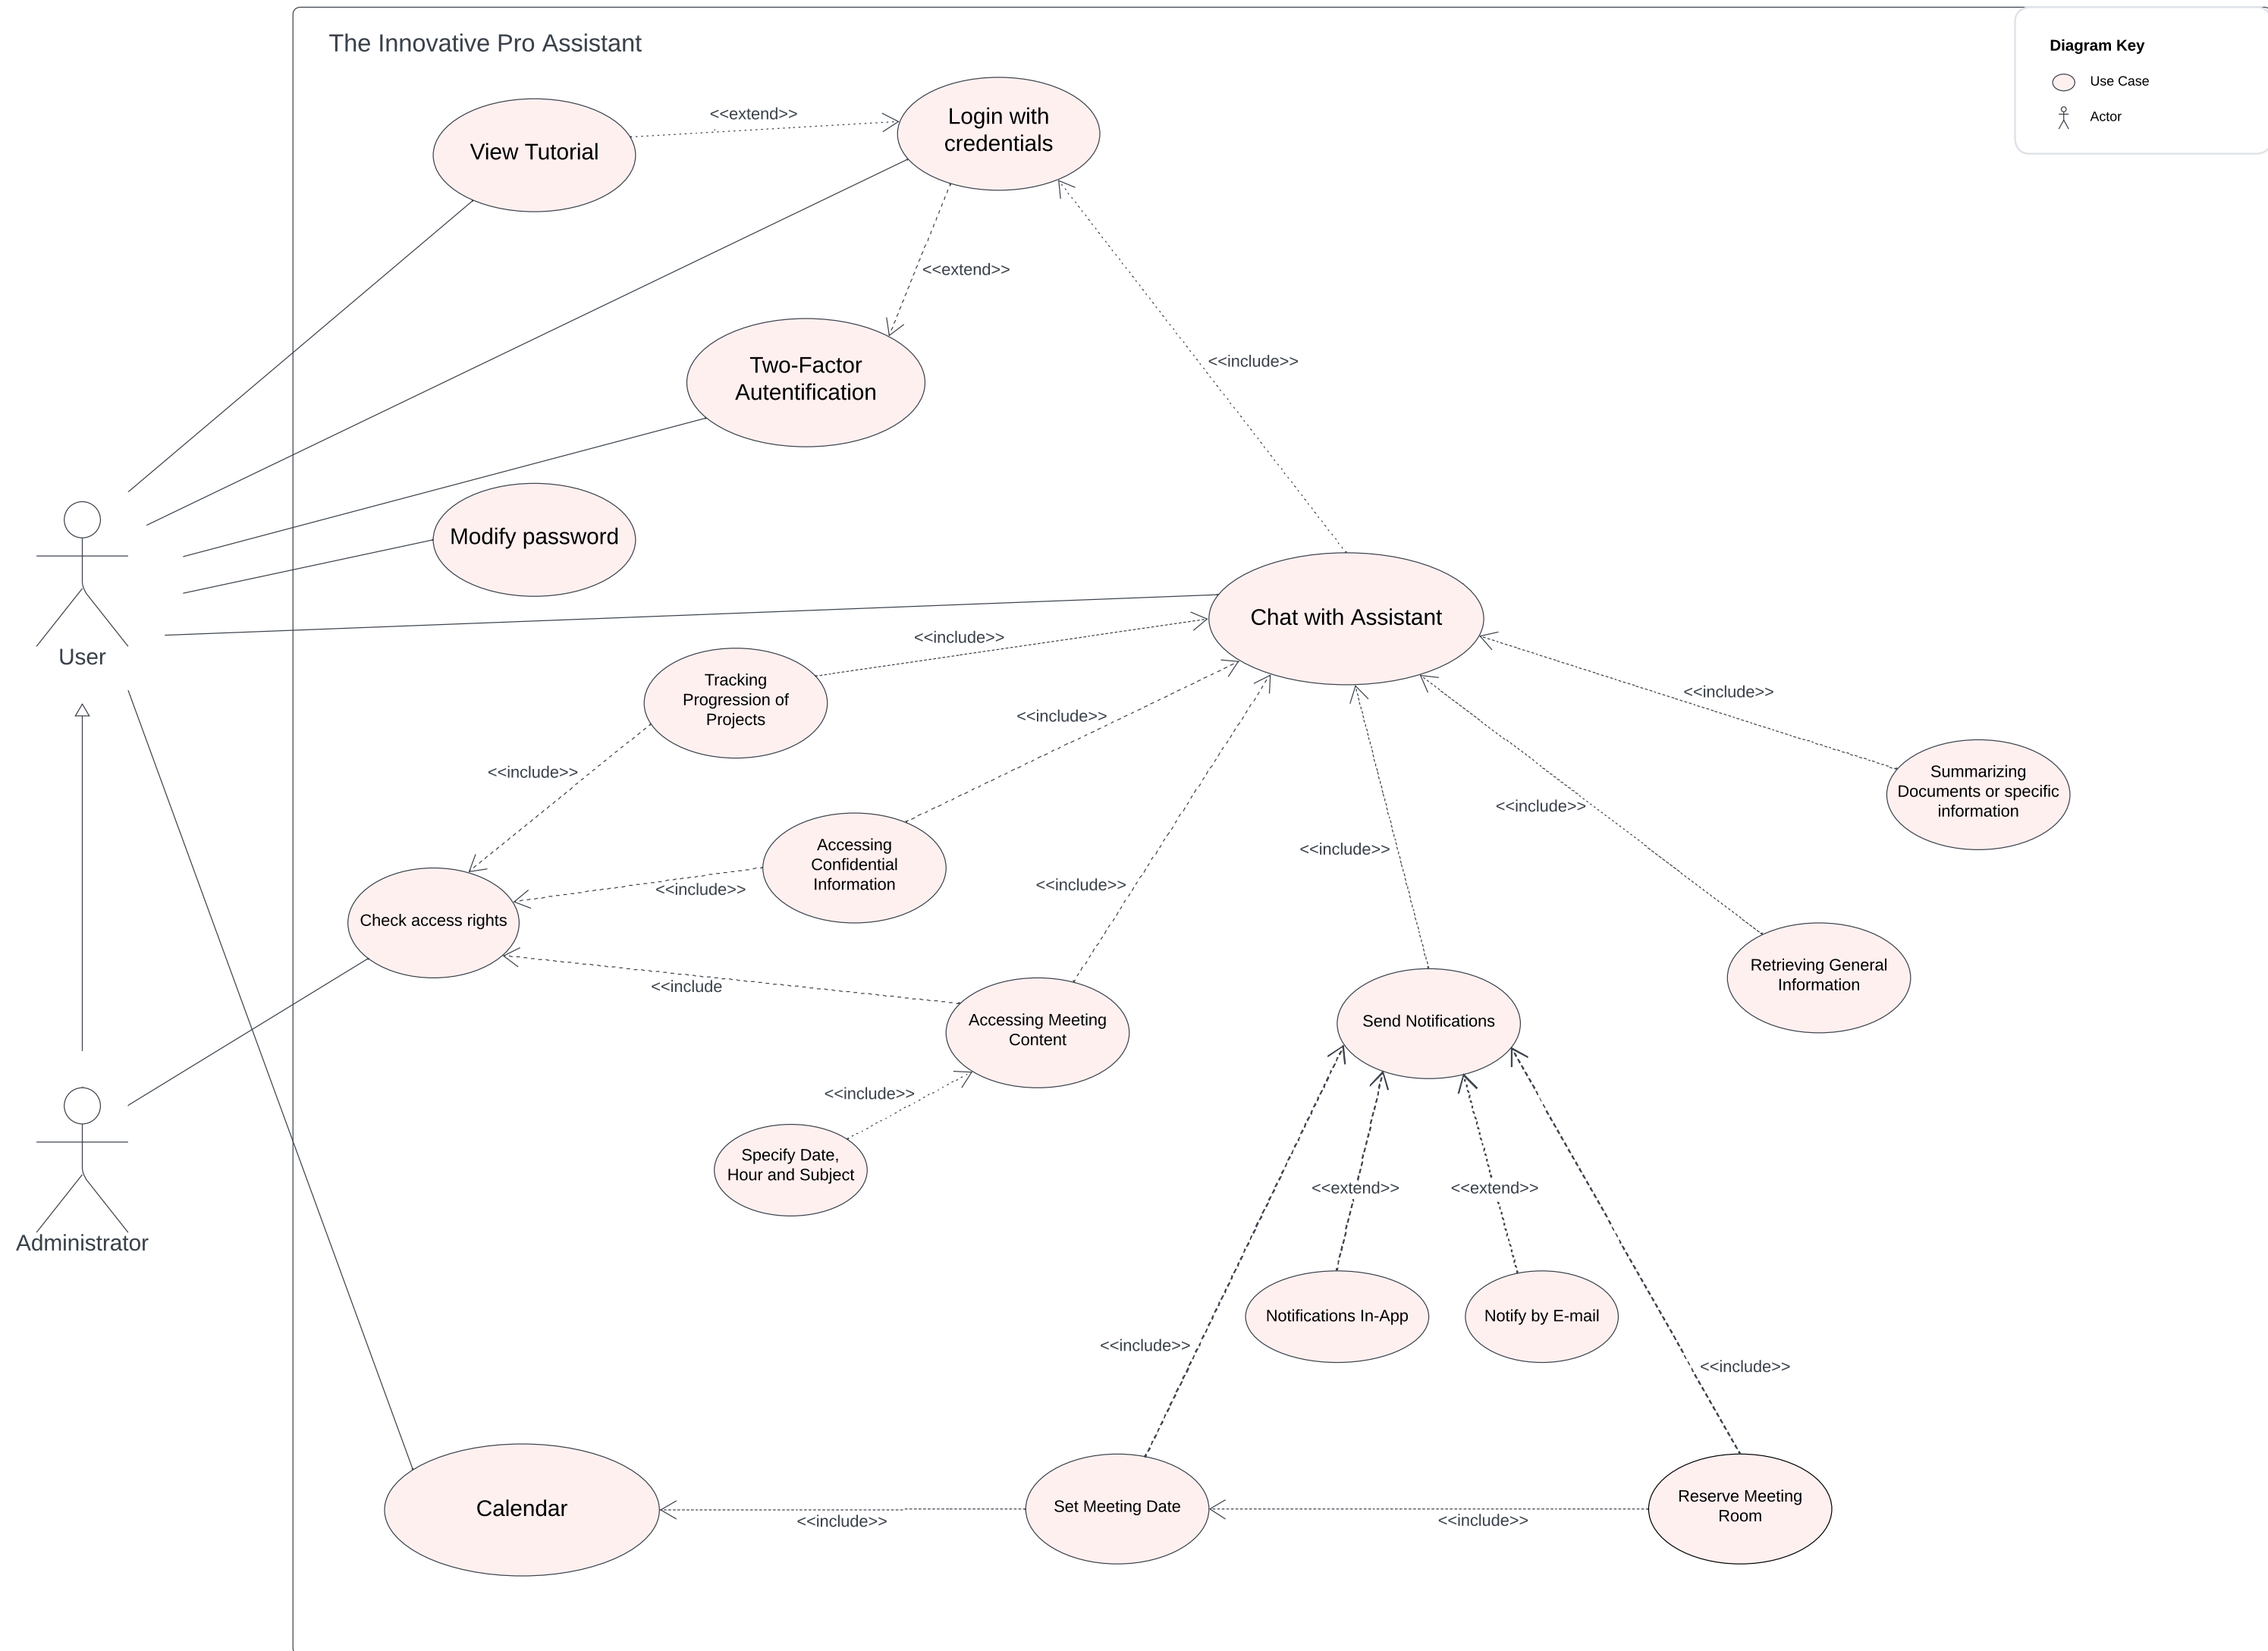 The Innovative Pro Assistant
Diagram Key
Use Case
Actor
<<extend>>
Login with
credentials
View Tutorial
<<extend>>
Two-Factor
Autentification
<<include>>
Modify password
User
Chat with Assistant
<<include>>
Tracking
Progression of
Projects
<<include>>
<<include>>
<<include>>
Summarizing
Documents or specific
information
<<include>>
Accessing
Confidential
Information
<<include>>
<<include>>
<<include>>
Check access rights
<<include
Retrieving General
Information
Accessing Meeting
Content
Send Notifications
<<include>>
Specify Date,
Hour and Subject
<<extend>>
<<extend>>
Administrator
Notifications In-App
Notify by E-mail
<<include>>
<<include>>
Calendar
<<include>>
Set Meeting Date
<<include>>
Reserve Meeting
Room